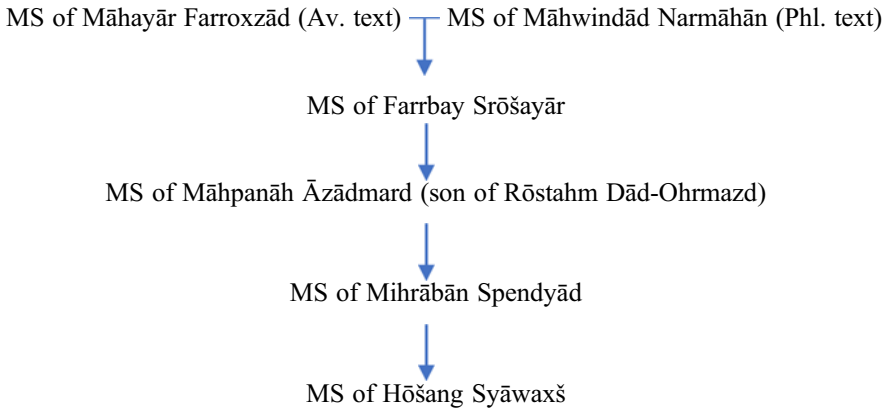 MS of Māhayār Farroxzād (Av. text) MS of Māhwindād Narmāhān (Phl. text)
MS of Farrbay Srōšayār
MS of Māhpanāh Āzādmard (son of Rōstahm Dād-Ohrmazd)
MS of Mihrābān Spendyād
MS of Hōšang Syāwaxš